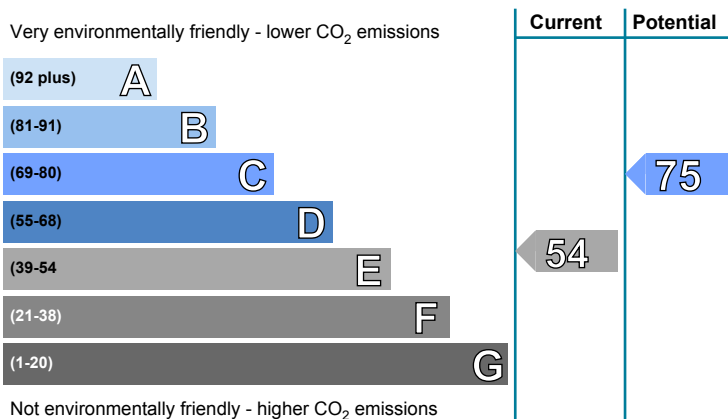 Current Potential
Very environmentally friendly - lower CO2 emissions
(92 plus) A
(81-91) B
(69-80) C
75
(55-68) D
54
(39-54 E
(21-38) F
(1-20) G
Not environmentally friendly - higher CO2 emissions